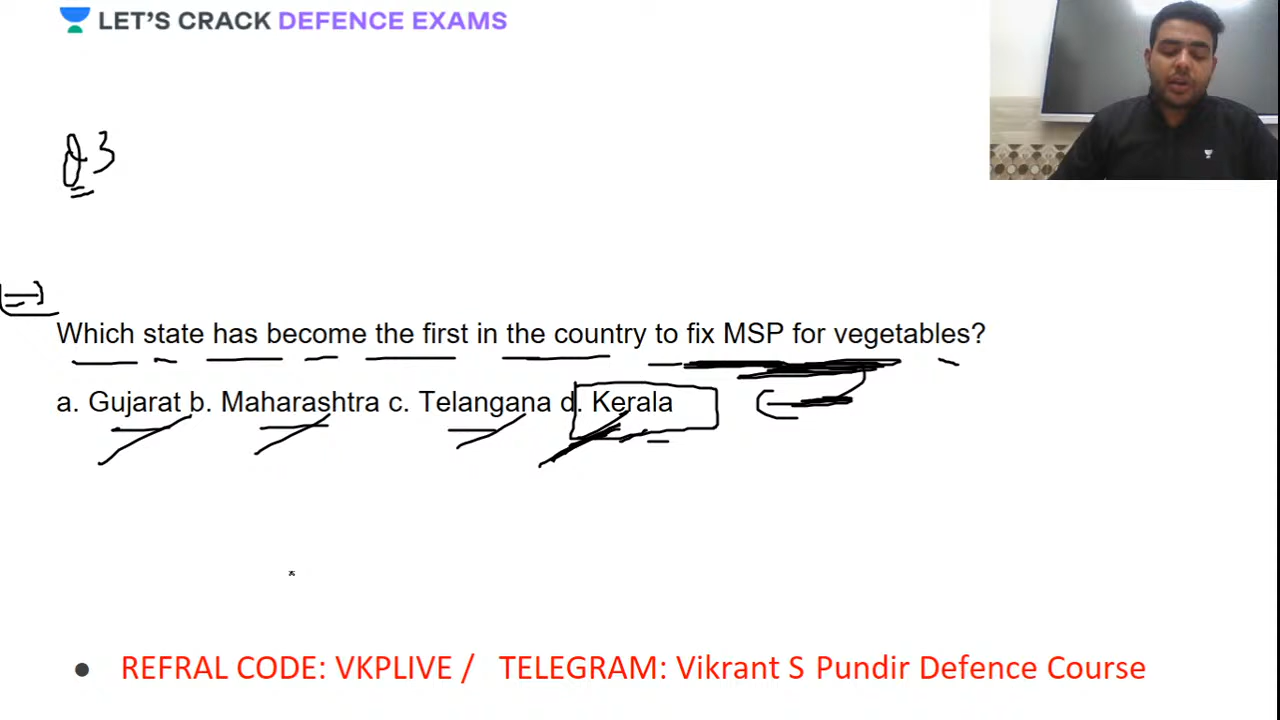 LET'S CRACK DEFENCE EXAMS
Q.3
Which state has become the first in the country to fix MSP for vegetables?
a. Gujarat b. Maharashtra c. Telangana d. Kerala
● REFRAL CODE: VKPLIVE / TELEGRAM: Vikrant S Pundir Defence Course